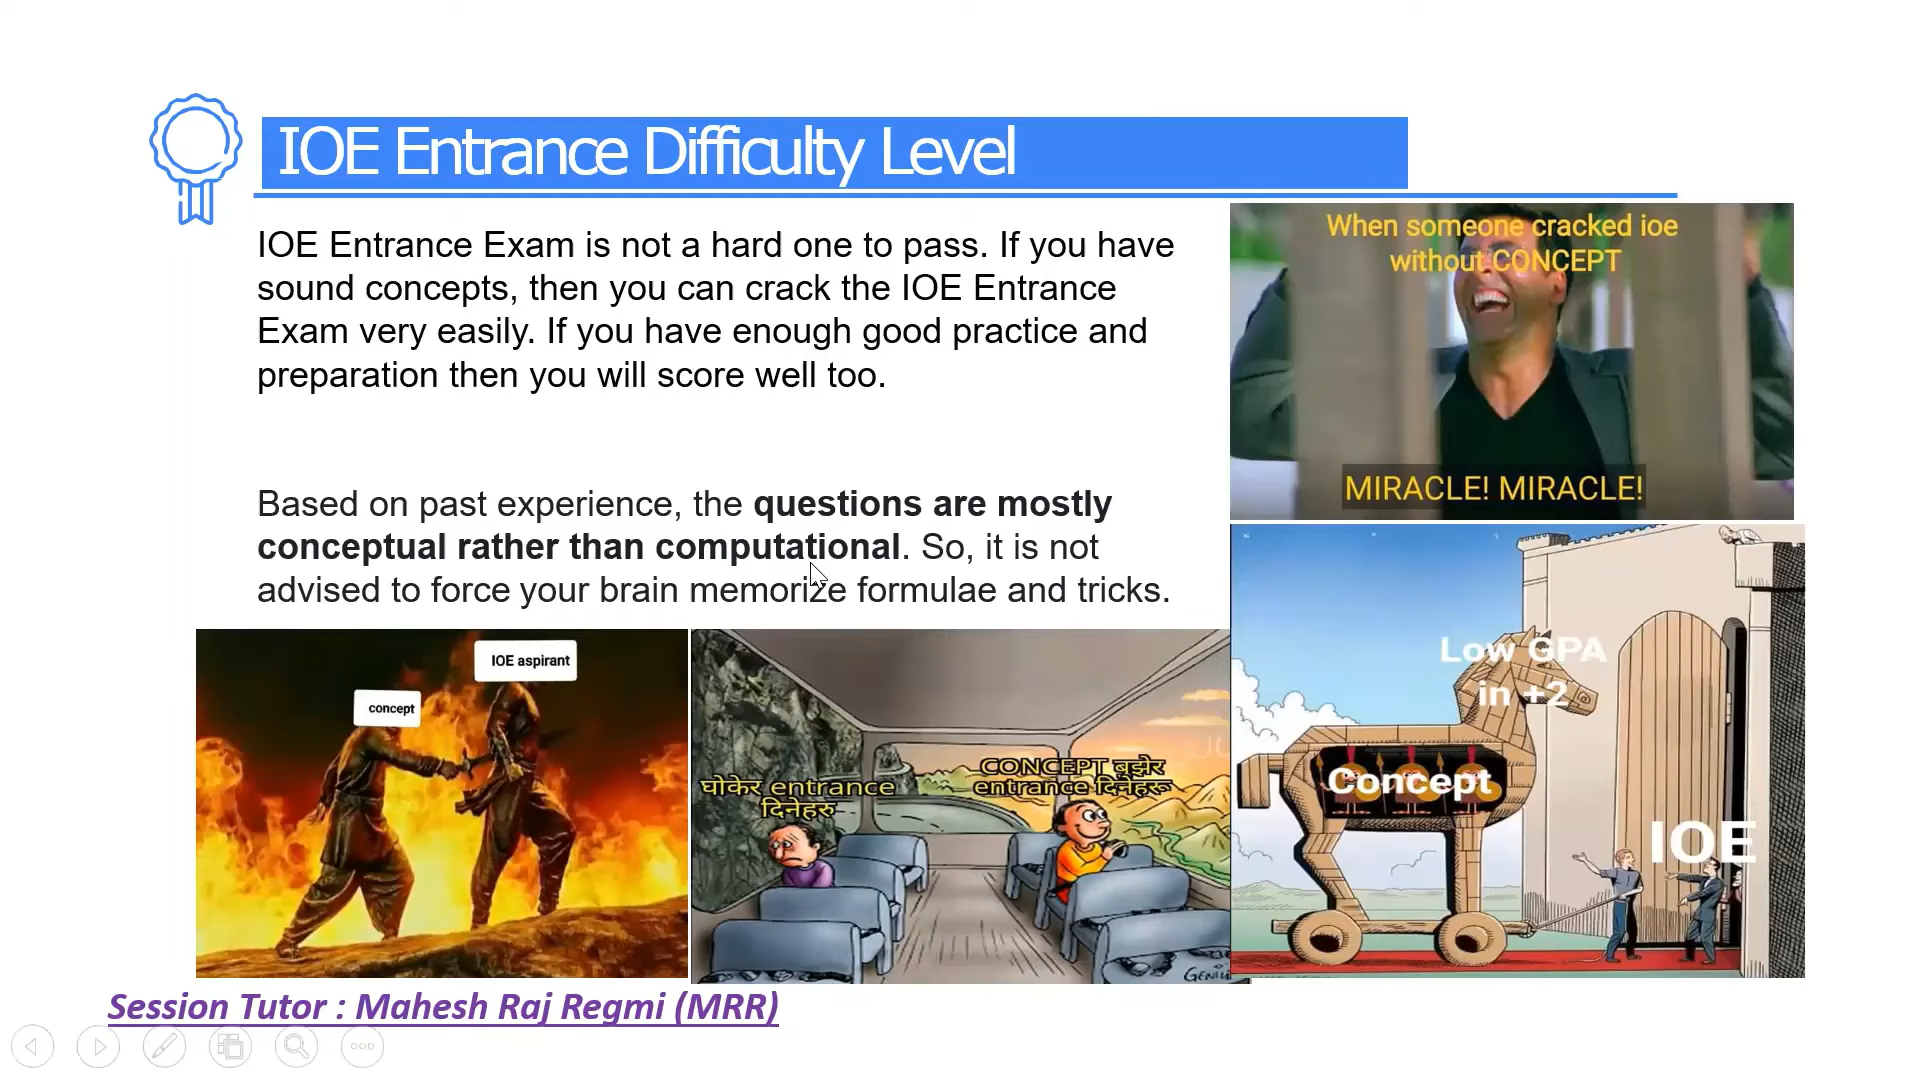 IOE Entrance Difficulty Level
IOE Entrance Exam is not a hard one to pass. If you have
sound concepts, then you can crack the IOE Entrance
Exam very easily. If you have enough good practice and
preparation then you will score well too.
Based on past experience, the questions are mostly
conceptual rather than computational. So, it is not
advised to force your brain memorize formulae and tricks.
When someone cracked ioe
without CONCEPT
MIRACLE! MIRACLE!
IOE aspirant
concept
घोकेर entrance
दिनेहरु
CONCEPT बुझेर
entrance दिनेहरू
Low GPA
in +2
Concept
IOE
Session Tutor : Mahesh Raj Regmi (MRR)